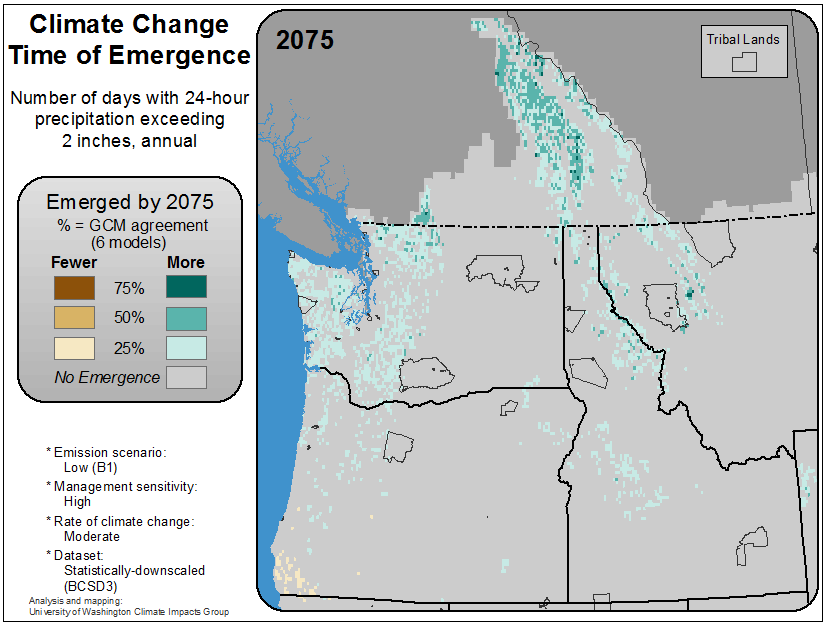 Climate Change
Time of Emergence
Number of days with 24-hour
precipitation exceeding
2 inches, annual
Emerged by 2075
% = GCM agreement
(6 models)
Fewer More
75%
50%
25%
No Emergence
* Emission scenario:
Low (B1)
* Management sensitivity:
High
* Rate of climate change:
Moderate
* Dataset:
Statistically-downscaled
(BCSD3)
Analysis and mapping:
University of Washington Climate Impacts Group
2075
Tribal Lands